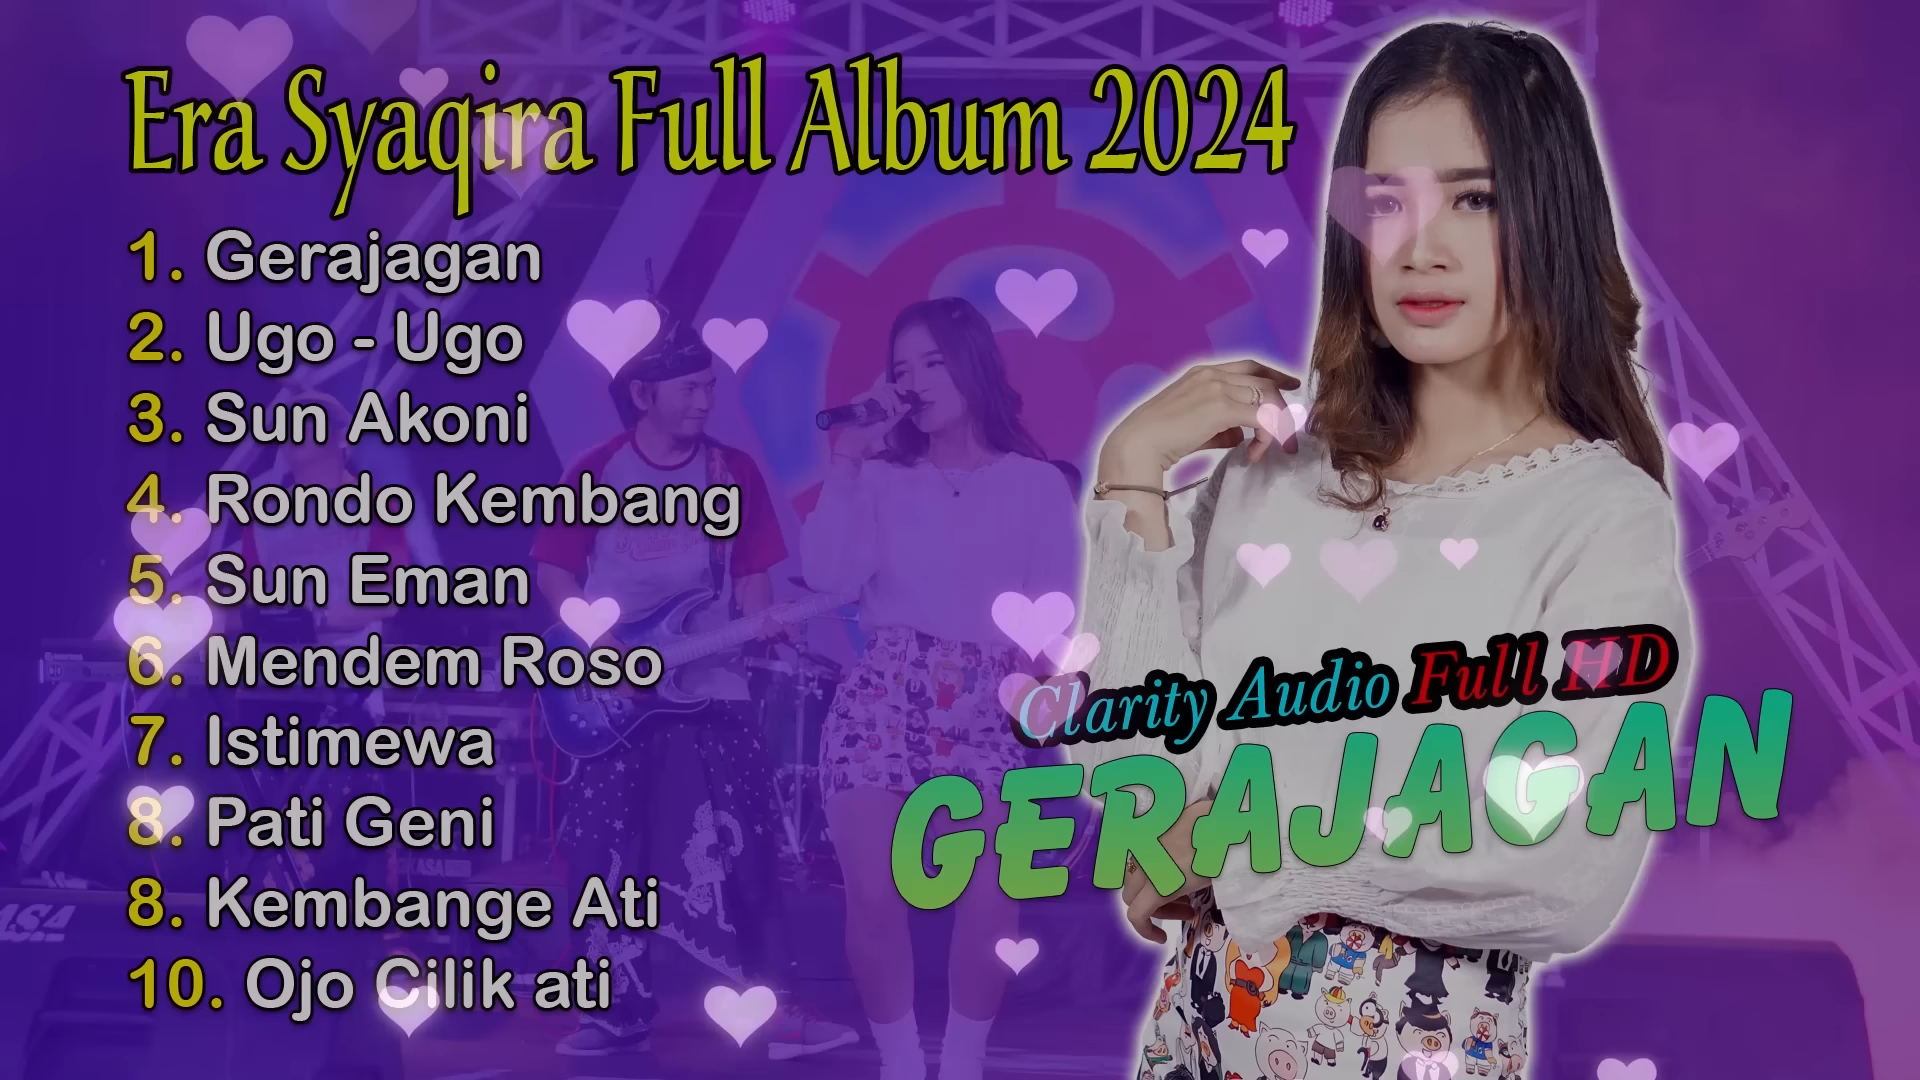 Era Syaqira Full Album 2024
1. Gerajagan
2. Ugo - Ugo
3. Sun Akoni
4. Rondo Kembang
5. Sun Eman
6. Mendem Roso
7. Istimewa
8. Pati Geni
8. Kembange Ati
10. Ojo Cilik ati
Clarity Audio Full HD
GERAJAGAN
ASA
ASA